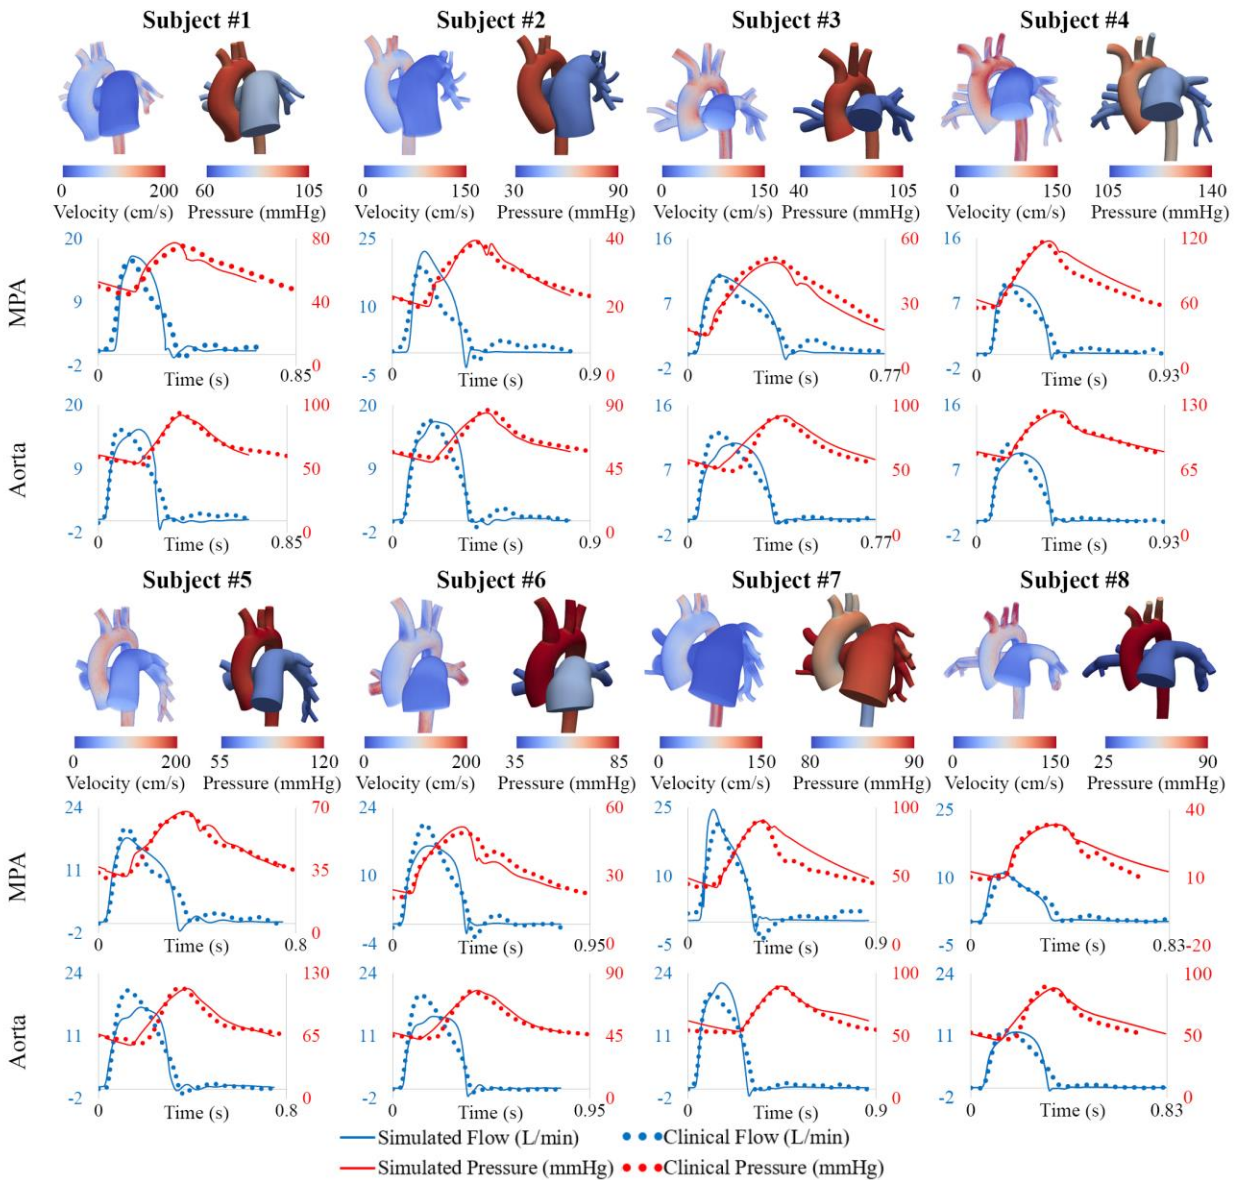 Subject #1 Subject #2 Subject #3 Subject #4
0 200 60 105 0 150 30 90 0 150 40 105 0 150 105 140
Velocity (cm/s) Pressure (mmHg) Velocity (cm/s) Pressure (mmHg) Velocity (cm/s) Pressure (mmHg) Velocity (cm/s) Pressure (mmHg)
MPA
20 80 25 40 16 60 16 120
9 40 10 20 7 30 7 60
-2 0 -5 0 -2 0 -2 0
0 Time (s) 0.85 0 Time (s) 0.9 0 Time (s) 0.77 0 Time (s) 0.93
Aorta
20 100 20 90 16 100 16 130
9 50 9 45 7 50 7 65
-2 0 -2 0 -2 0 -2 0
0 Time (s) 0.85 0 Time (s) 0.9 0 Time (s) 0.77 0 Time (s) 0.93
Subject #5 Subject #6 Subject #7 Subject #8
0 200 55 120 0 200 35 85 0 150 80 90 0 150 25 90
Velocity (cm/s) Pressure (mmHg) Velocity (cm/s) Pressure (mmHg) Velocity (cm/s) Pressure (mmHg) Velocity (cm/s) Pressure (mmHg)
MPA
24 70 24 60 25 100 25 40
11 35 10 30 10 50 10 10
-2 0 -4 0 -5 0 -5 -20
0 Time (s) 0.8 0 Time (s) 0.95 0 Time (s) 0.9 0 Time (s) 0.83
Aorta
24 130 24 90 24 100 24 100
11 65 11 45 11 50 11 50
-2 0 -2 0 -2 0 -2 0
0 Time (s) 0.8 0 Time (s) 0.95 0 Time (s) 0.9 0 Time (s) 0.83
Simulated Flow (L/min) Clinical Flow (L/min)
Simulated Pressure (mmHg) Clinical Pressure (mmHg)